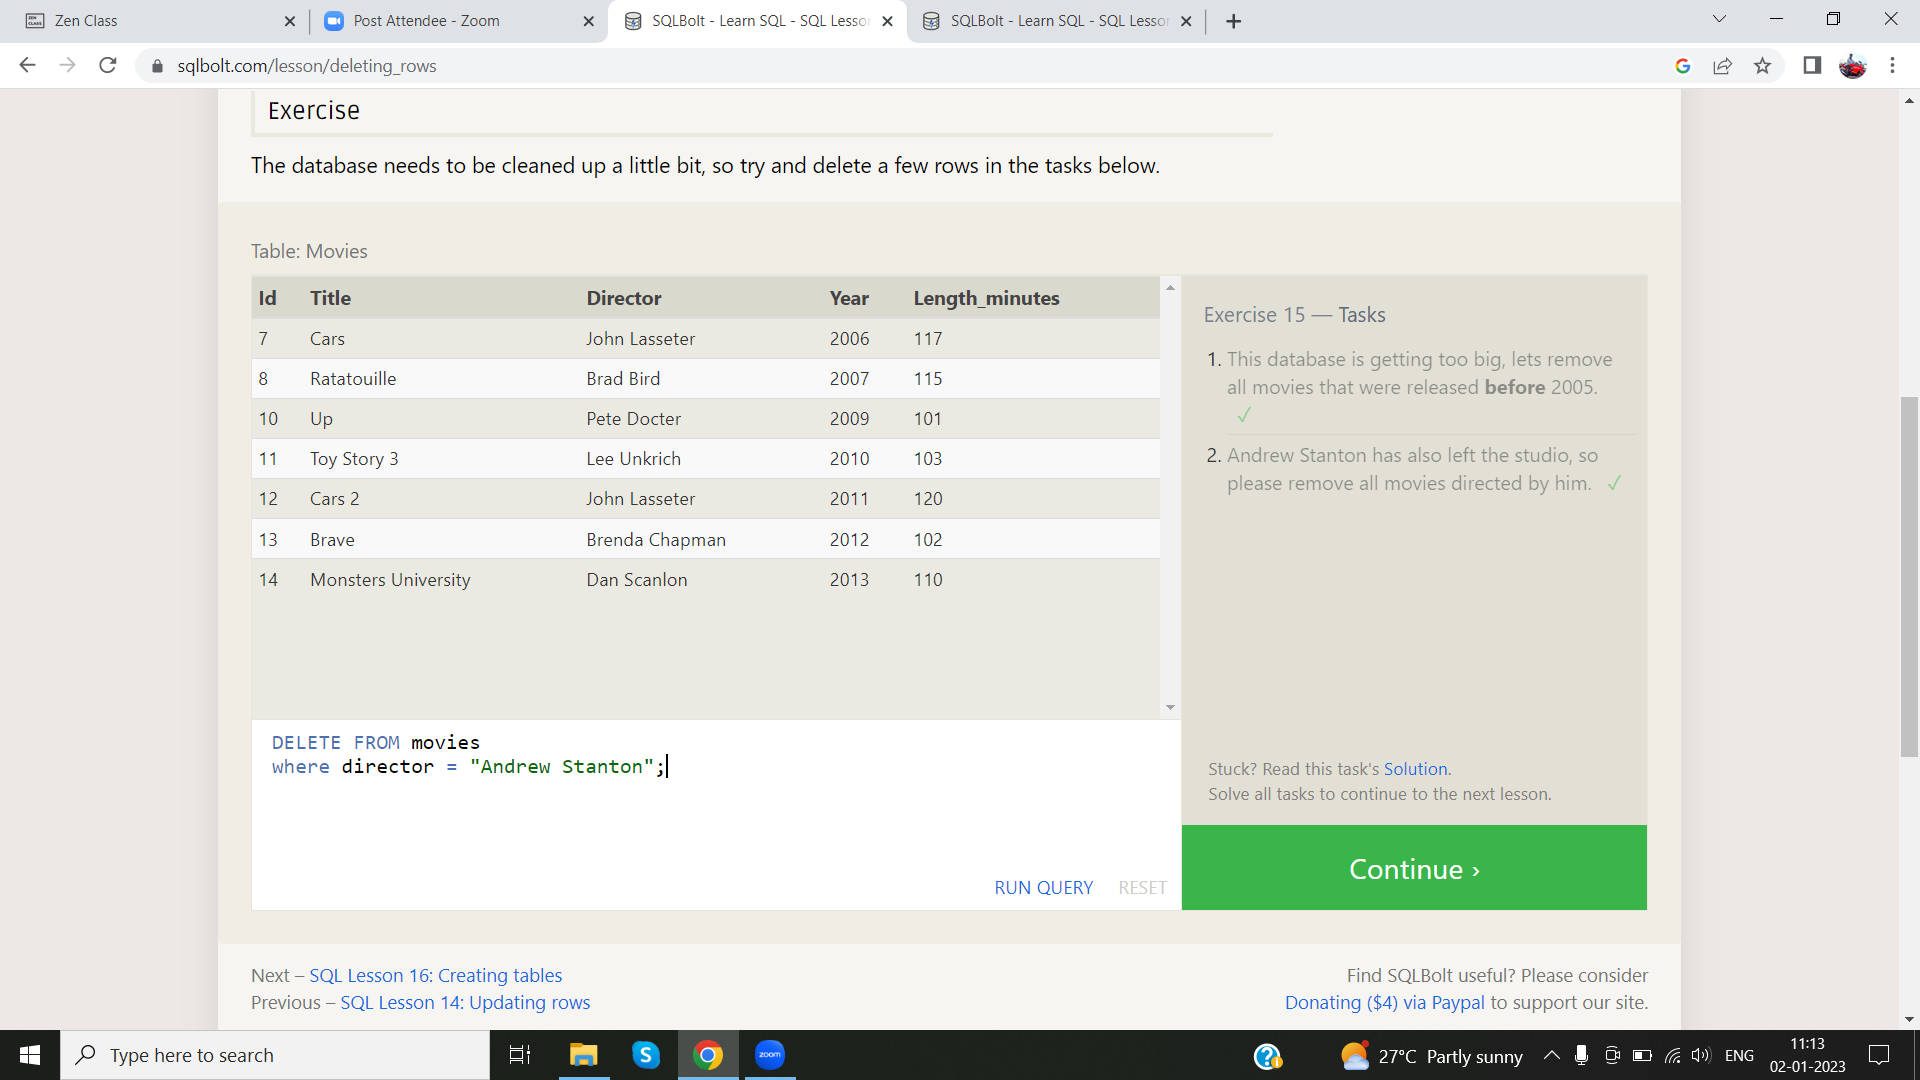 Zen Class
Post Attendee - Zoom
SQLBolt - Learn SQL - SQL Lesson
SQLBolt - Learn SQL - SQL Lesson
sqlbolt.com/lesson/deleting_rows
Exercise
The database needs to be cleaned up a little bit, so try and delete a few rows in the tasks below.
Table: Movies
Id Title Director Year Length_minutes
7 Cars John Lasseter 2006 117
8 Ratatouille Brad Bird 2007 115
10 Up Pete Docter 2009 101
11 Toy Story 3 Lee Unkrich 2010 103
12 Cars 2 John Lasseter 2011 120
13 Brave Brenda Chapman 2012 102
14 Monsters University Dan Scanlon 2013 110
DELETE FROM movies
where director = "Andrew Stanton";
RUN QUERY RESET
Exercise 15 — Tasks
1. This database is getting too big, lets remove
all movies that were released before 2005.
✓
2. Andrew Stanton has also left the studio, so
please remove all movies directed by him. ✓
Stuck? Read this task's Solution.
Solve all tasks to continue to the next lesson.
Continue ›
Next – SQL Lesson 16: Creating tables
Previous – SQL Lesson 14: Updating rows
Find SQLBolt useful? Please consider
Donating ($4) via Paypal to support our site.
Type here to search
zoom
27°C Partly sunny
ENG
11:13
02-01-2023